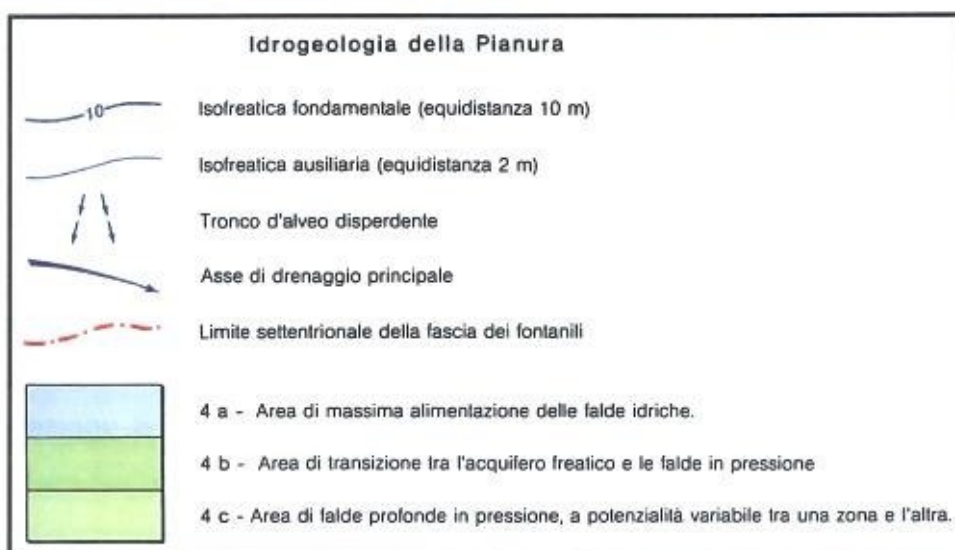 Idrogeologia della Pianura
10
Isofreatica fondamentale (equidistanza 10 m)
Isofreatica ausiliaria (equidistanza 2 m)
Tronco d'alveo disperdente
Asse di drenaggio principale
Limite settentrionale della fascia dei fontanili
4 a - Area di massima alimentazione delle falde idriche.
4 b - Area di transizione tra l'acquifero freatico e le falde in pressione
4 c - Area di falde profonde in pressione, a potenzialità variabile tra una zona e l'altra.